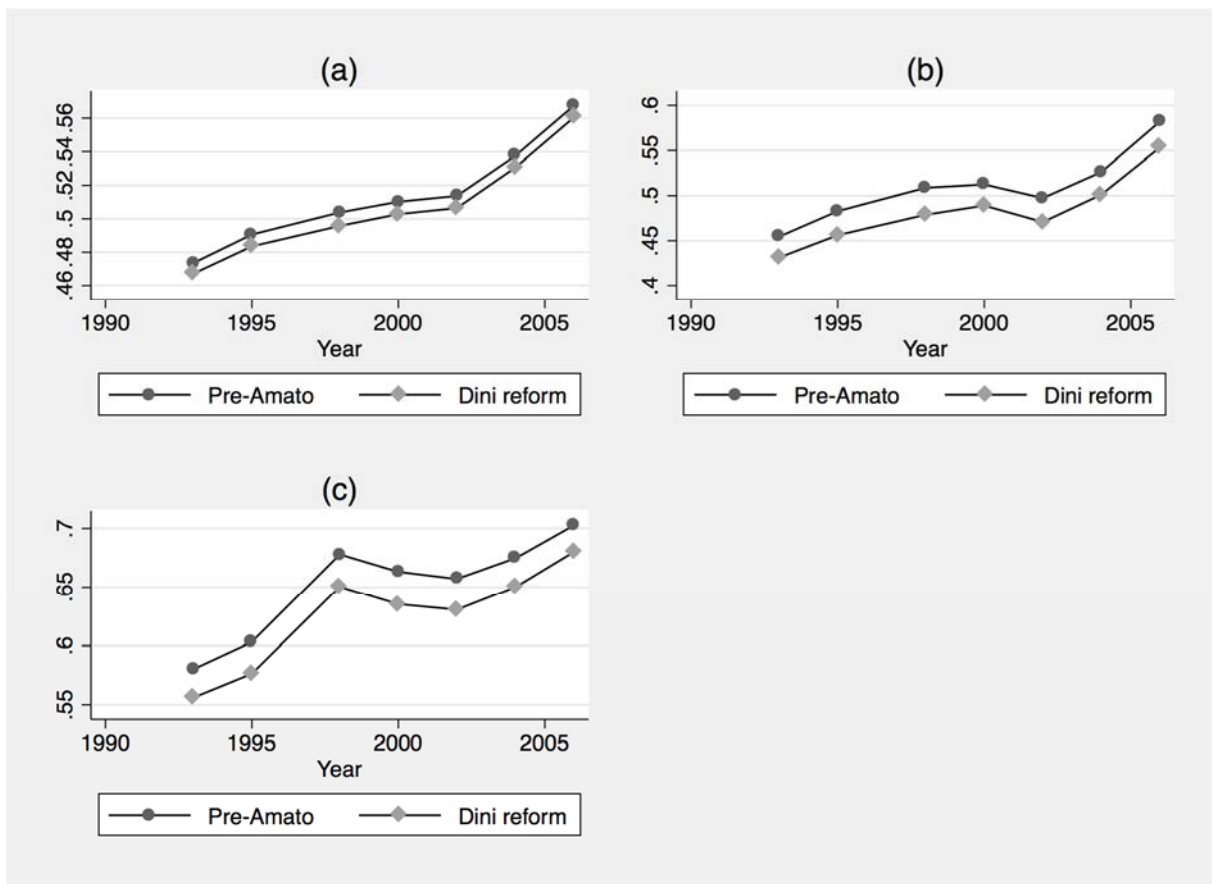 (a)
.56
.54
.52
.5
.48
.46
1990 1995 2000 2005
Year
Pre-Amato Dini reform
(b)
.6
.55
.5
.45
.4
1990 1995 2000 2005
Year
Pre-Amato Dini reform
(c)
.7
.65
.6
.55
1990 1995 2000 2005
Year
Pre-Amato Dini reform